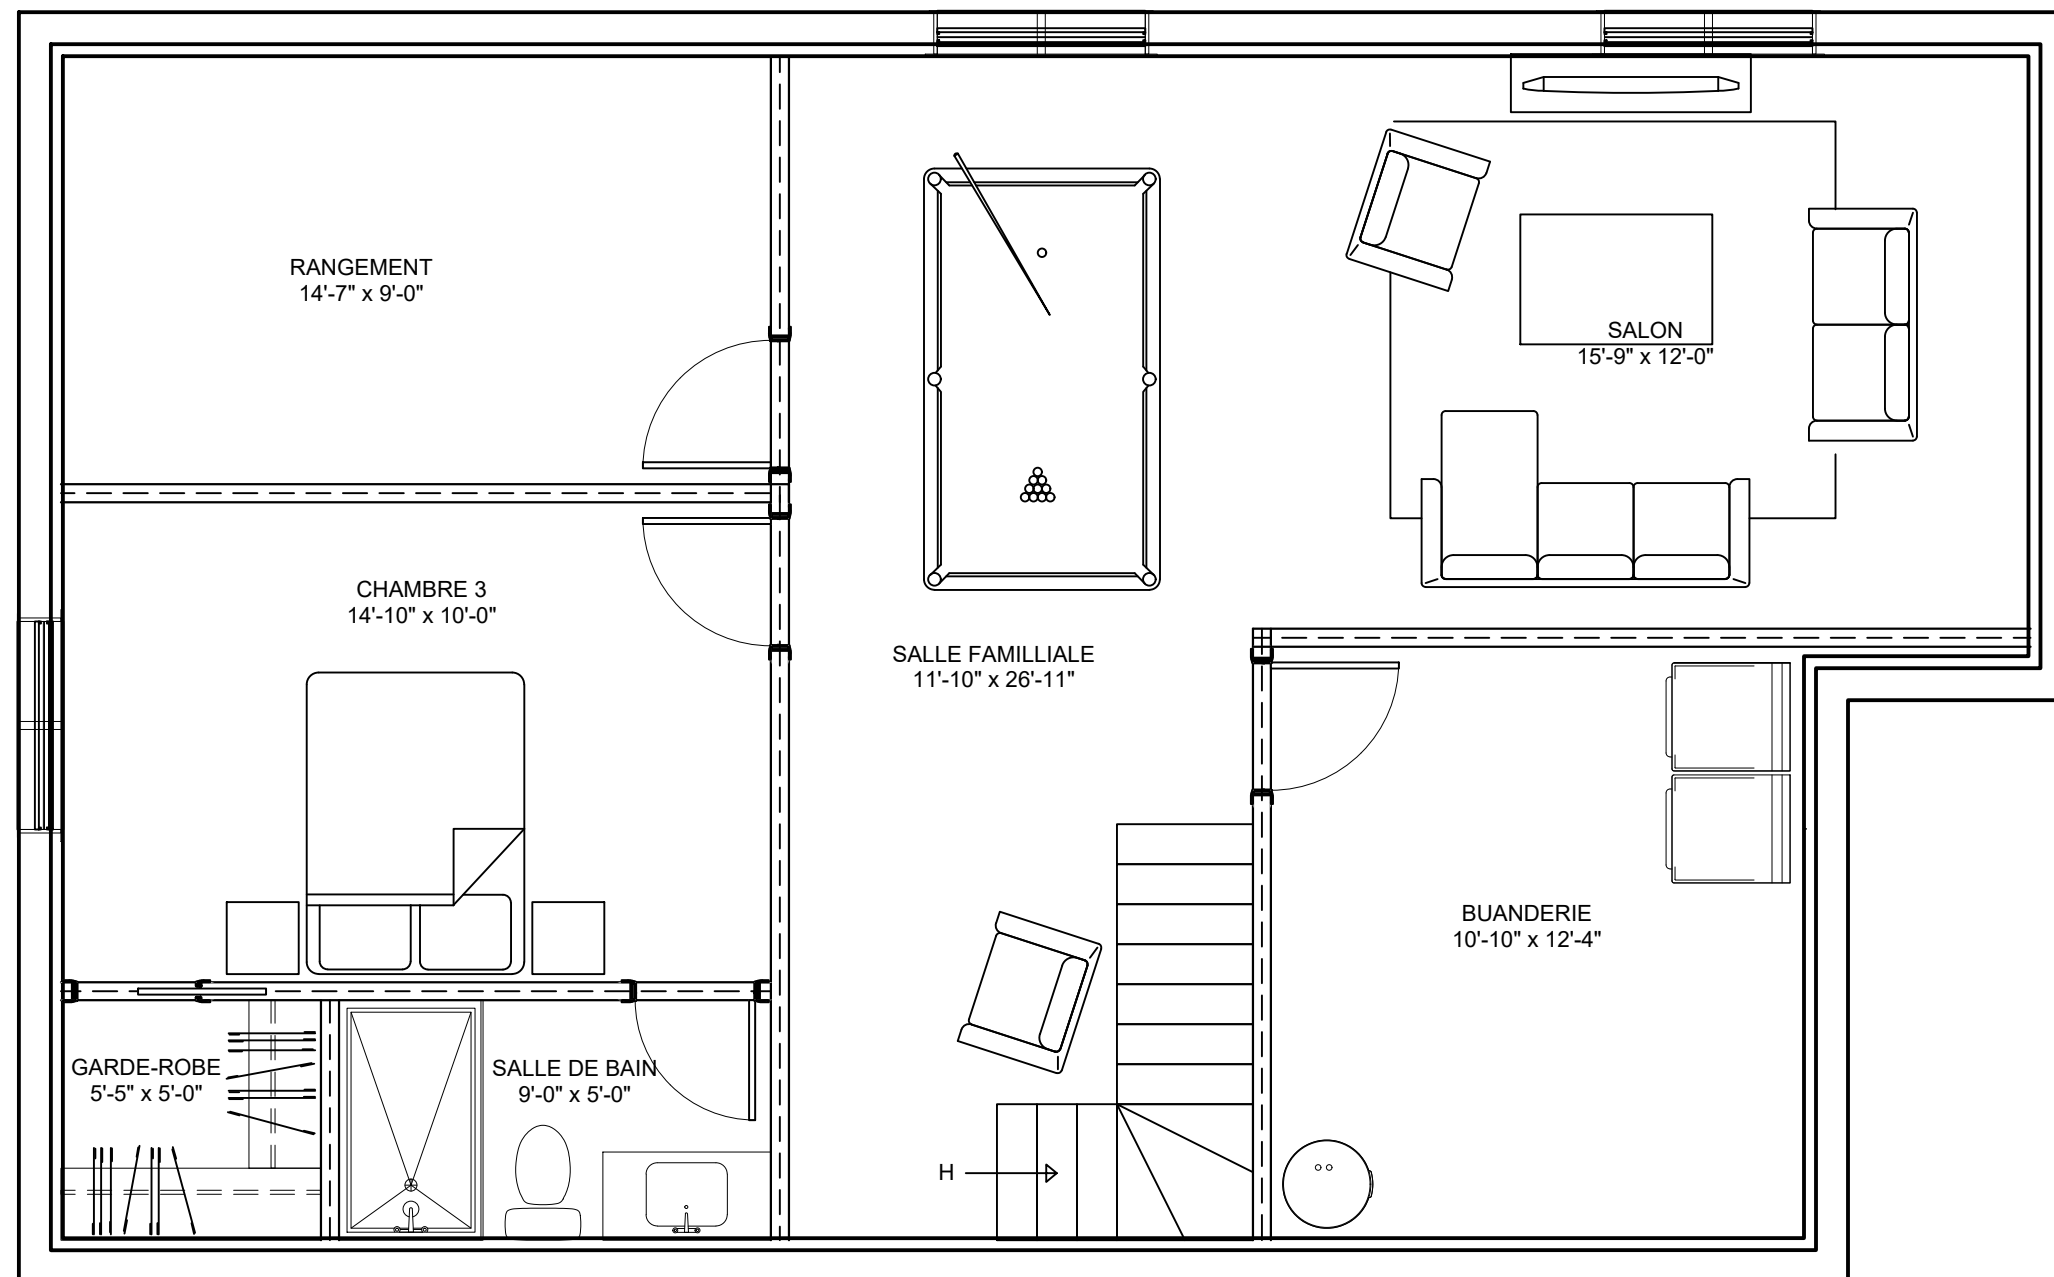 RANGEMENT
14'-7" x 9'-0"
SALON
15'-9" x 12'-0"
CHAMBRE 3
14'-10" x 10'-0"
SALLE FAMILLIALE
11'-10" x 26'-11"
BUANDERIE
10'-10" x 12'-4"
GARDE-ROBE
5'-5" x 5'-0"
SALLE DE BAIN
9'-0" x 5'-0"
H